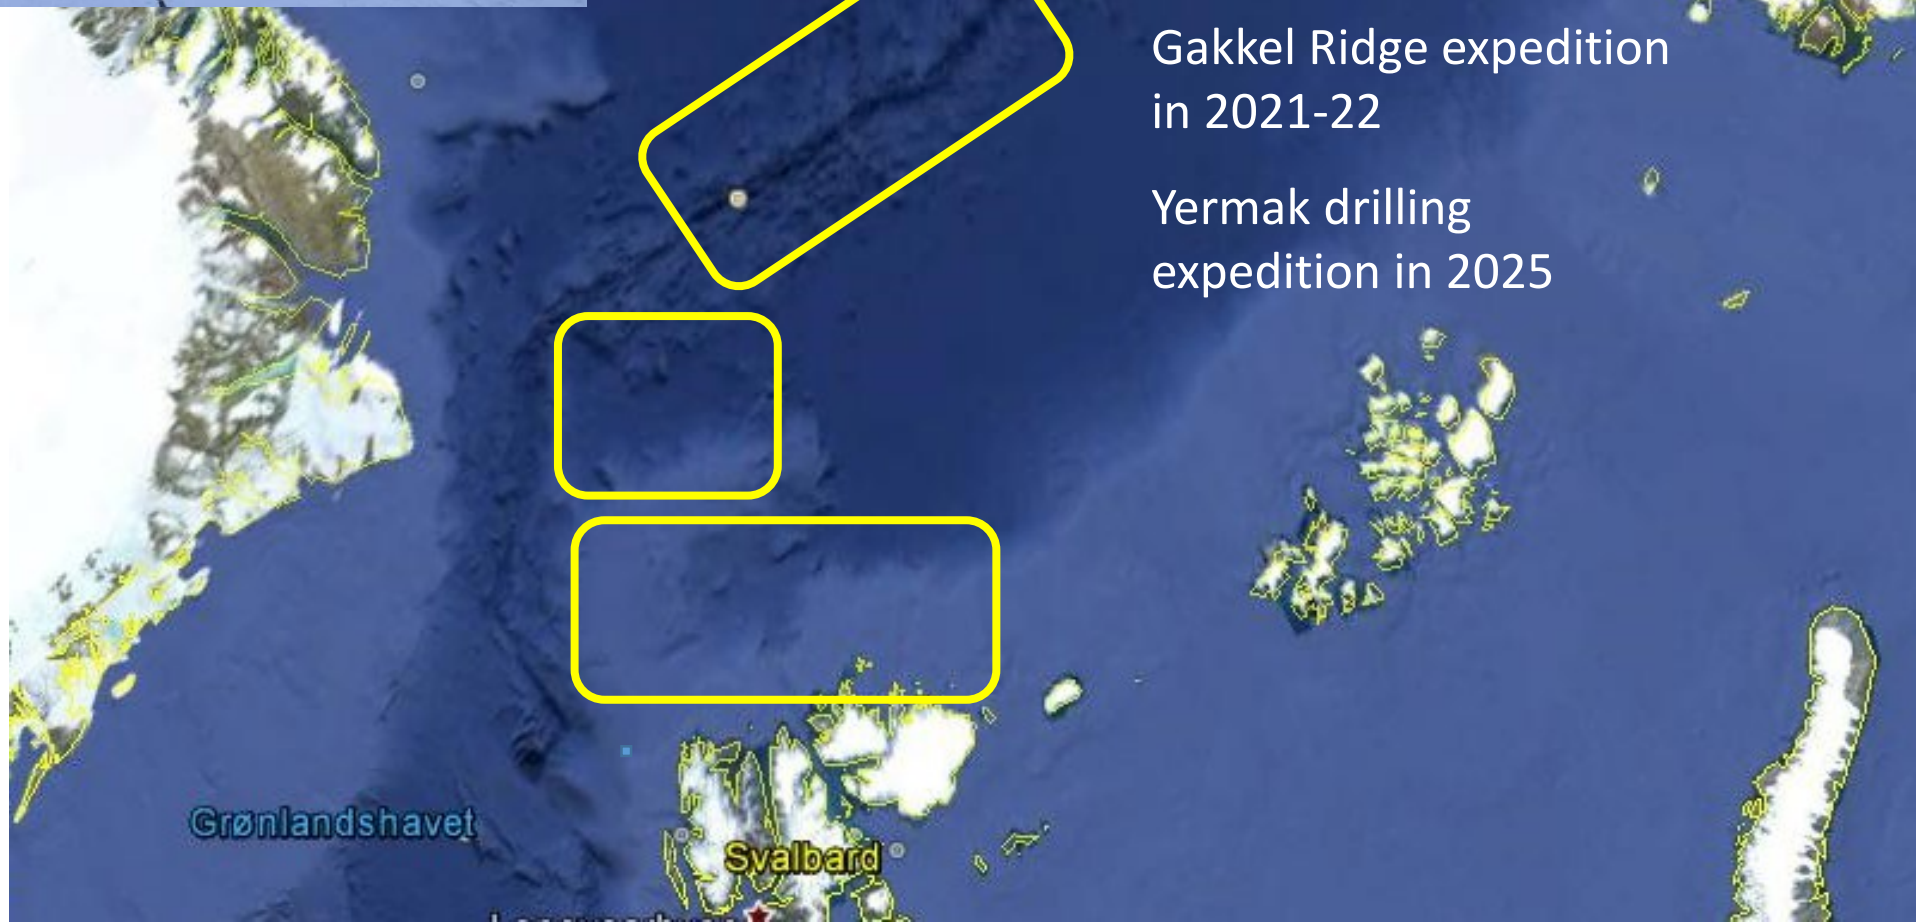 Gakkel Ridge expedition
in 2021-22
Yermak drilling
expedition in 2025
Grønlandshavet
Svalbard